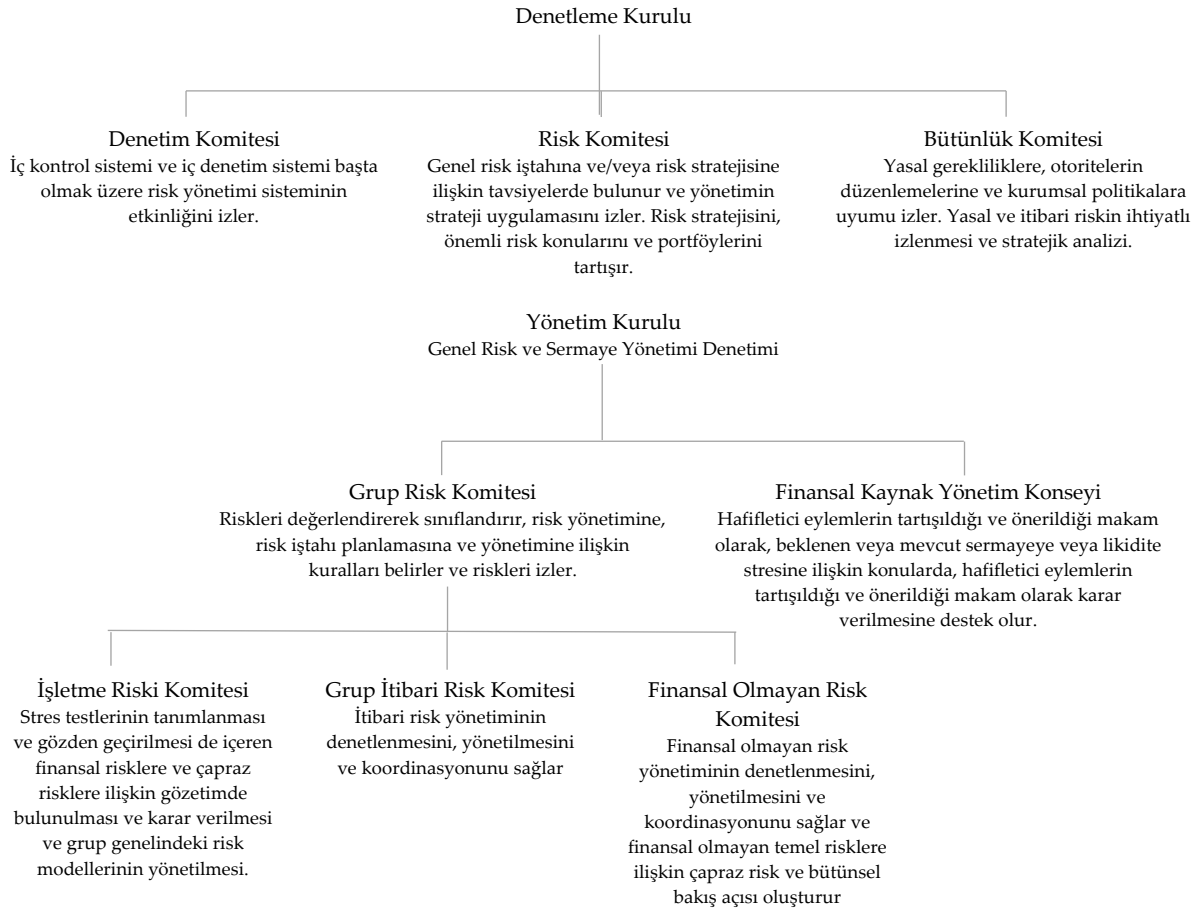 Denetleme Kurulu
Denetim Komitesi
İç kontrol sistemi ve iç denetim sistemi başta
olmak üzere risk yönetimi sisteminin
etkinliğini izler.
Risk Komitesi
Genel risk iştahına ve/veya risk stratejisine
ilişkin tavsiyelerde bulunur ve yönetimin
strateji uygulamasını izler. Risk stratejisini,
önemli risk konularını ve portföylerini
tartışır.
Bütünlük Komitesi
Yasal gerekliliklere, otoritelerin
düzenlemelerine ve kurumsal politikalara
uyumu izler. Yasal ve itibari riskin ihtiyatlı
izlenmesi ve stratejik analizi.
Yönetim Kurulu
Genel Risk ve Sermaye Yönetimi Denetimi
Grup Risk Komitesi
Riskleri değerlendirerek sınıflandırır, risk yönetimine,
risk iştahı planlamasına ve yönetimine ilişkin
kuralları belirler ve riskleri izler.
Finansal Kaynak Yönetim Konseyi
Hafifletici eylemlerin tartışıldığı ve önerildiği makam
olarak, beklenen veya mevcut sermayeye veya likidite
stresine ilişkin konularda, hafifletici eylemlerin
tartışıldığı ve önerildiği makam olarak karar
verilmesine destek olur.
İşletme Riski Komitesi
Stres testlerinin tanımlanması
ve gözden geçirilmesi de içeren
finansal risklere ve çapraz
risklere ilişkin gözetimde
bulunulması ve karar verilmesi
ve grup genelindeki risk
modellerinin yönetilmesi.
Grup İtibari Risk Komitesi
İtibari risk yönetiminin
denetlenmesini, yönetilmesini
ve koordinasyonunu sağlar
Finansal Olmayan Risk
Komitesi
Finansal olmayan risk
yönetiminin denetlenmesini,
yönetilmesini ve
koordinasyonunu sağlar ve
finansal olmayan temel risklere
ilişkin çapraz risk ve bütünsel
bakış açısı oluşturur